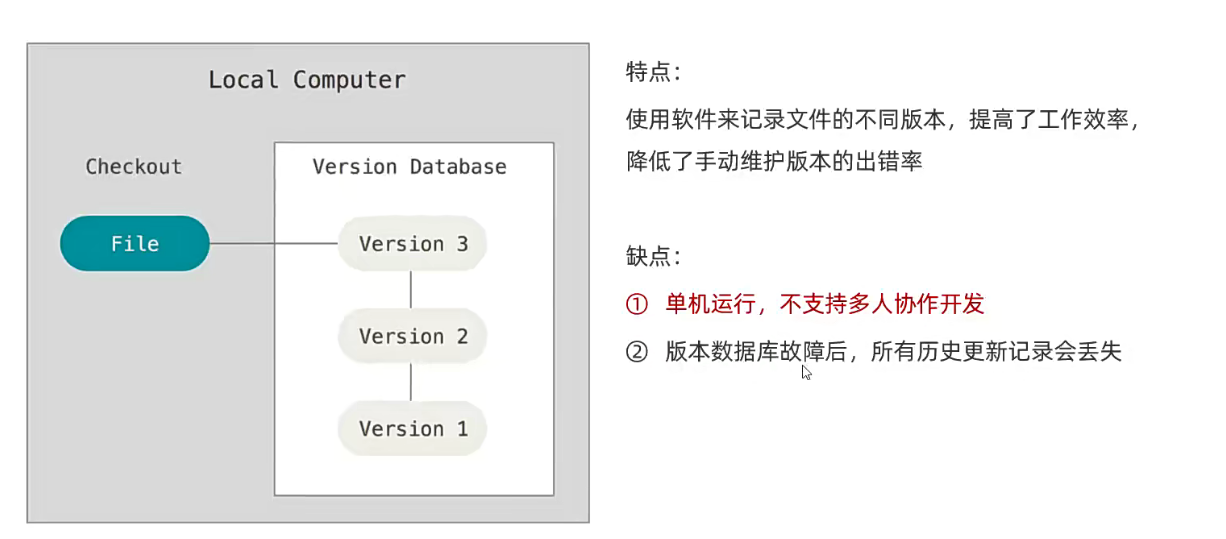 Local Computer
Checkout
Version Database
File
Version 3
Version 2
Version 1
特点：
使用软件来记录文件的不同版本，提高了工作效率，
降低了手动维护版本的出错率
缺点：
① 单机运行，不支持多人协作开发
② 版本数据库故障后，所有历史更新记录会丢失